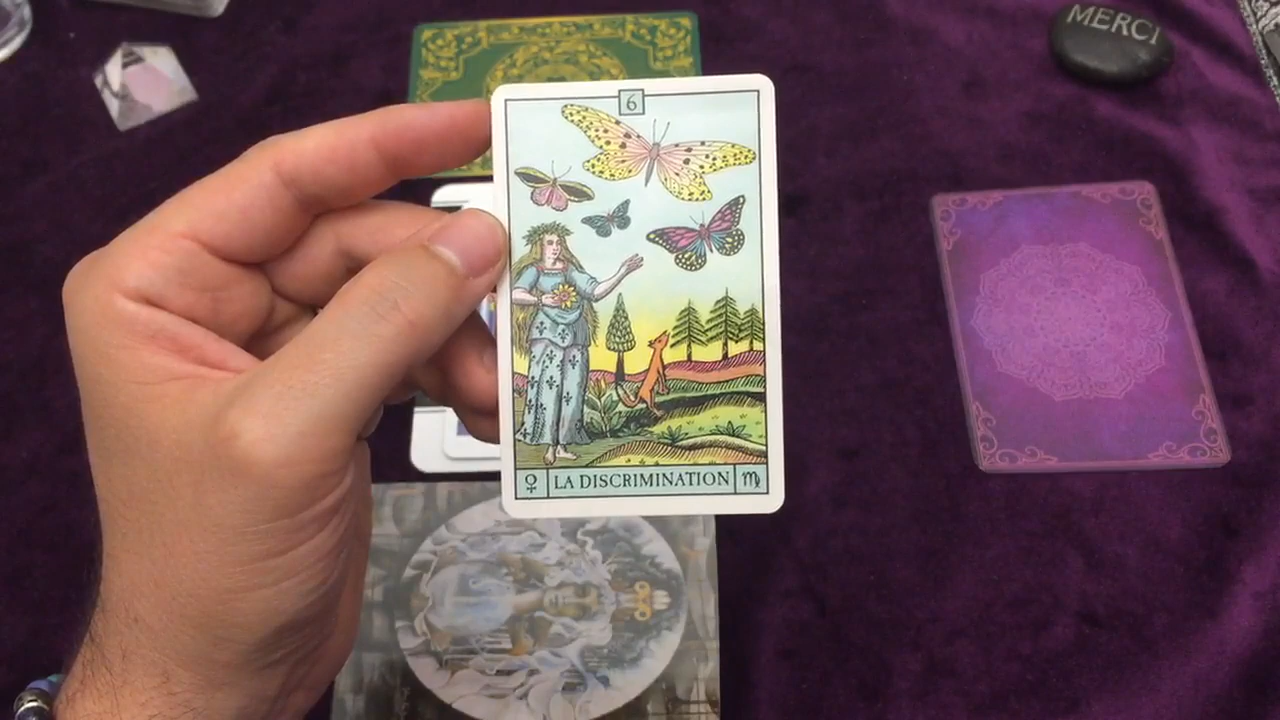 MERCI
6
♀ LA DISCRIMINATION ♍